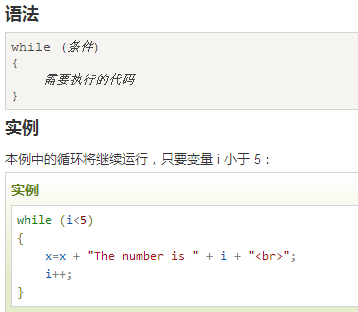 语法
while (条件)
{
需要执行的代码
}
实例
本例中的循环将继续运行，只要变量 i 小于 5：
实例
while (i<5)
{
x=x + "The number is " + i + "<br>";
i++;
}